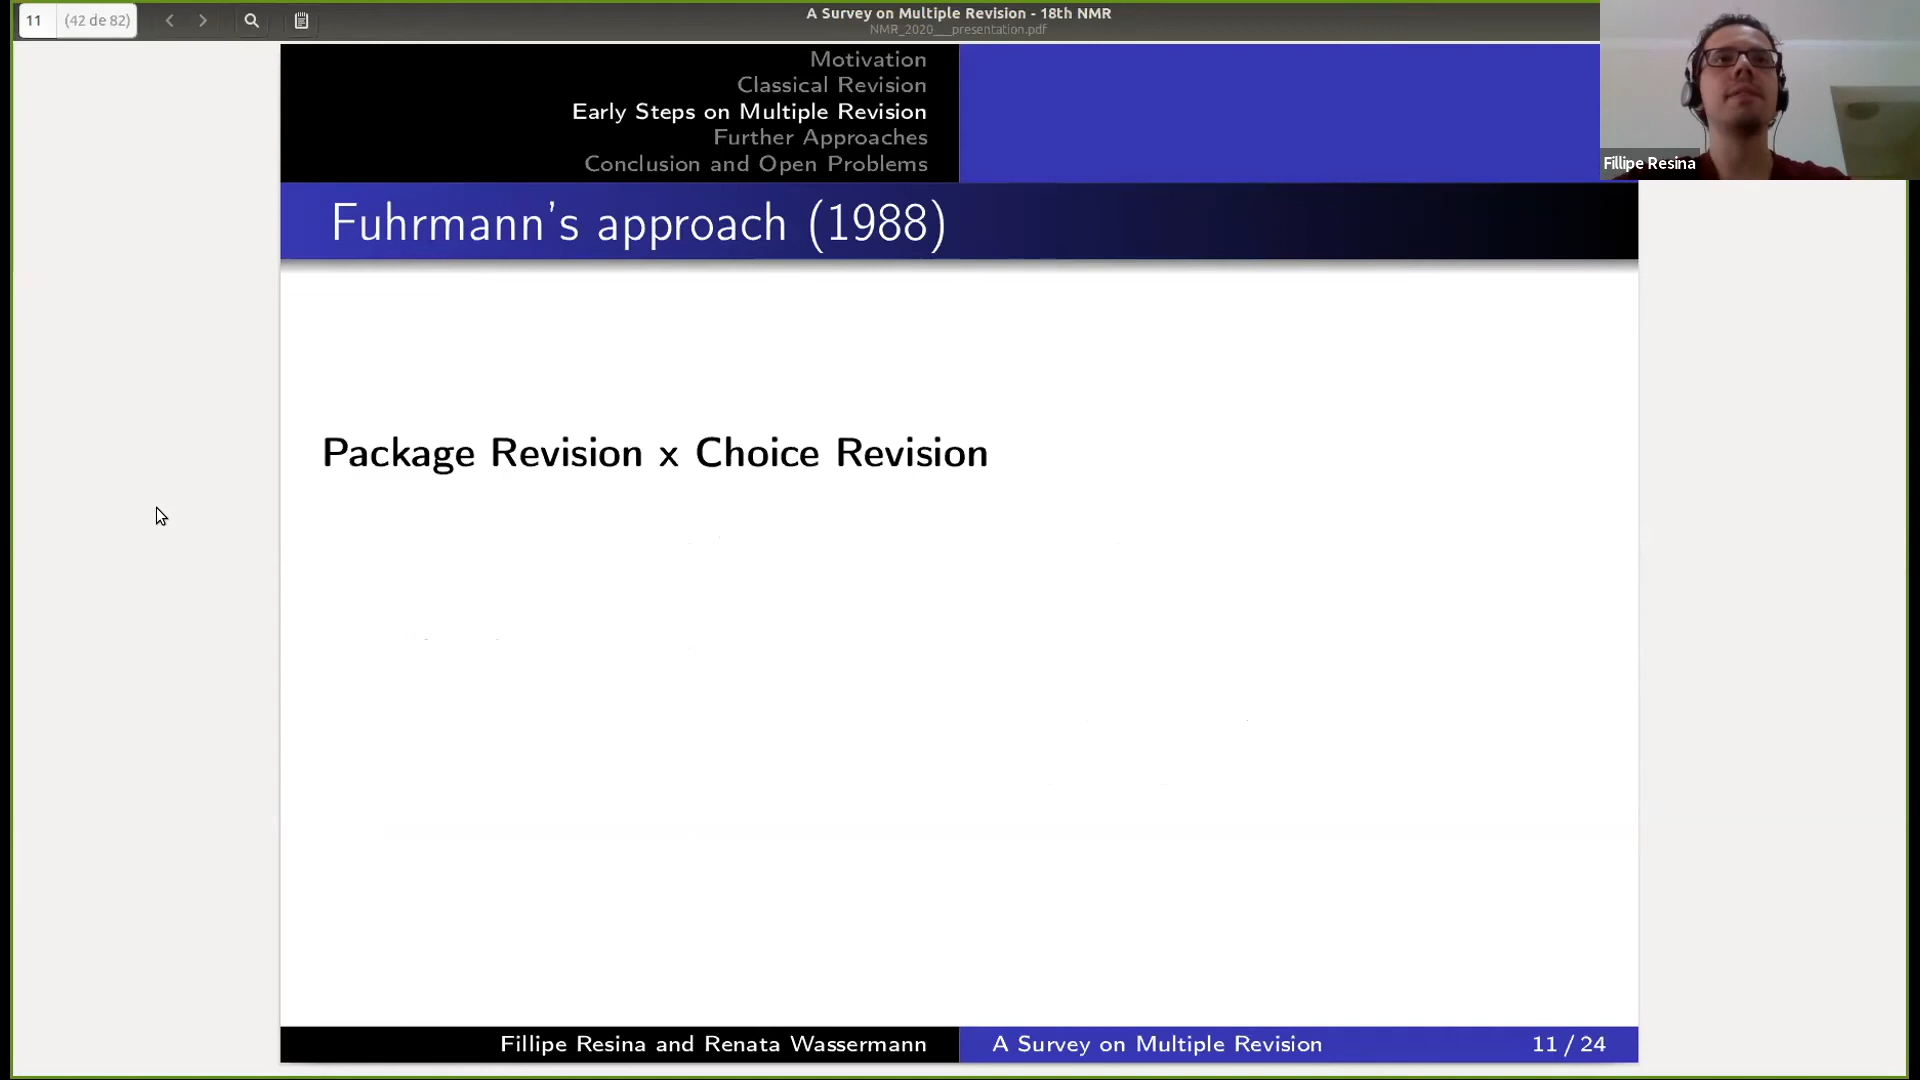 11 (42 de 82)
A Survey on Multiple Revision - 18th NMR
NMR_2020___presentation.pdf
Motivation
Classical Revision
Early Steps on Multiple Revision
Further Approaches
Conclusion and Open Problems
Fillipe Resina
Fuhrmann's approach (1988)
Package Revision x Choice Revision
Fillipe Resina and Renata Wassermann
A Survey on Multiple Revision
11 / 24